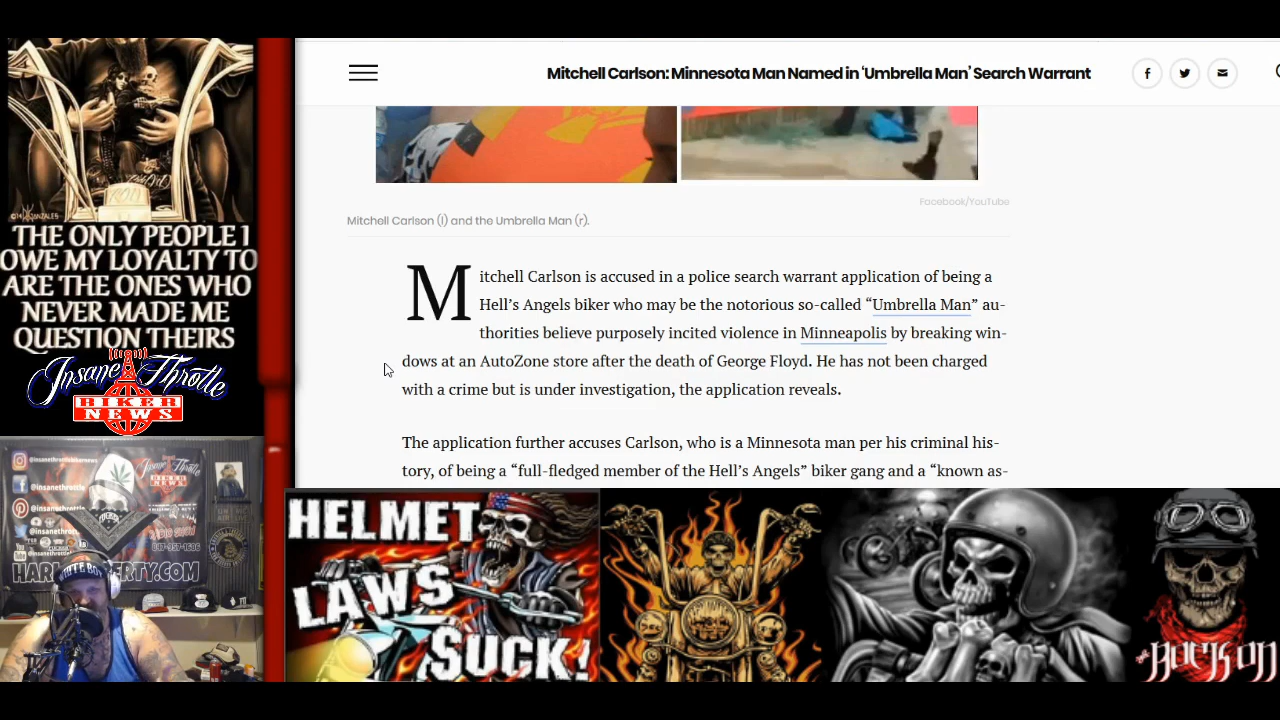 Mitchell Carlson: Minnesota Man Named in ‘Umbrella Man’ Search Warrant
Facebook/YouTube
Mitchell Carlson (l) and the Umbrella Man (r).
Mitchell Carlson is accused in a police search warrant application of being a
Hell’s Angels biker who may be the notorious so-called “Umbrella Man” au-
thorities believe purposely incited violence in Minneapolis by breaking win-
dows at an AutoZone store after the death of George Floyd. He has not been charged
with a crime but is under investigation, the application reveals.
The application further accuses Carlson, who is a Minnesota man per his criminal his-
tory, of being a “full-fledged member of the Hell’s Angels” biker gang and a “known as-
THE ONLY PEOPLE I
OWE MY LOYALTY TO
ARE THE ONES WHO
NEVER MADE ME
QUESTION THEIRS
Insane Throttle
BIKER
NEWS
@insanethrottlebikernews
@insanethrottle
HELMET
LAWS
SUCK!